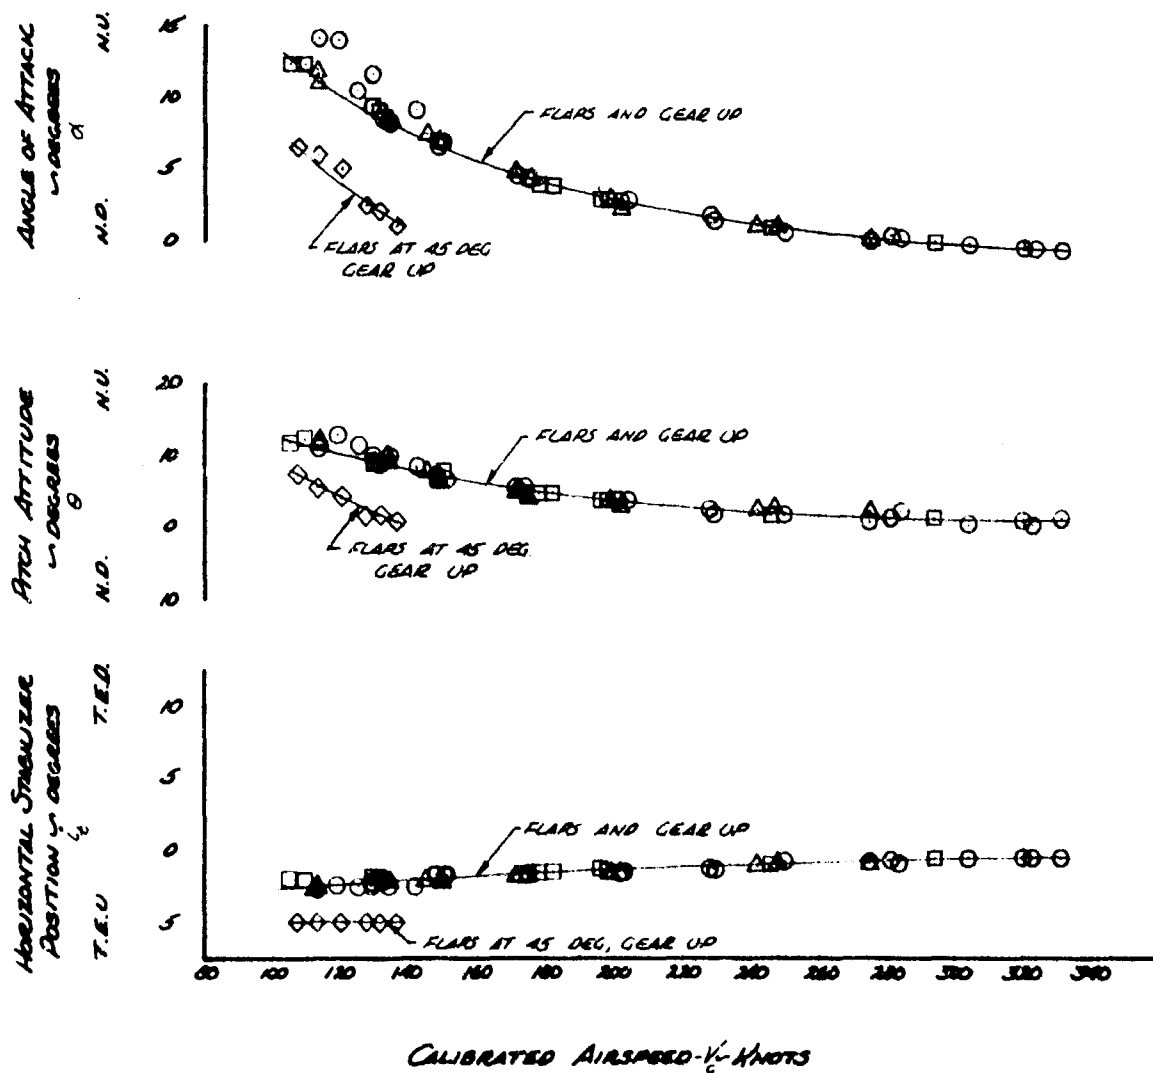 ANGLE OF ATTACK
∽ DEGREES
α
N.D.
N.U.
15
10
5
0
FLAPS AND GEAR UP
FLAPS AT 45 DEG
GEAR UP
PITCH ATTITUDE
∽ DEGREES
θ
N.D.
N.U.
20
10
0
10
FLAPS AND GEAR UP
FLAPS AT 45 DEG.
GEAR UP
HORIZONTAL STABILIZER
POSITION ∽ DEGREES
T.E.U
T.E.D.
10
5
0
5
FLAPS AND GEAR UP
FLAPS AT 45 DEG, GEAR UP
80 100 120 140 160 180 200 220 240 260 280 320 340
CALIBRATED AIRSPEED - KNOTS